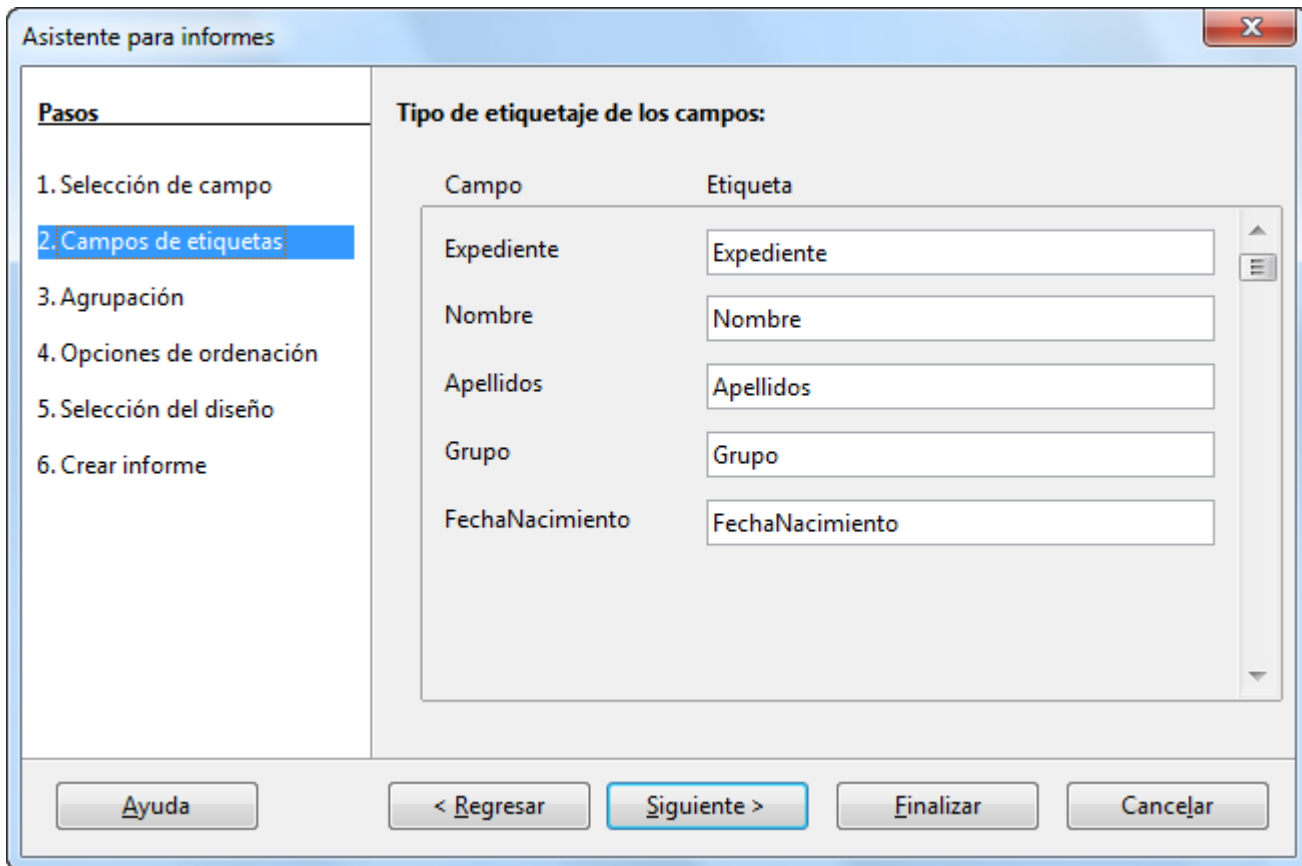 Asistente para informes
Pasos
1. Selección de campo
2. Campos de etiquetas
3. Agrupación
4. Opciones de ordenación
5. Selección del diseño
6. Crear informe
Tipo de etiquetaje de los campos:
Campo Etiqueta
Expediente Expediente
Nombre Nombre
Apellidos Apellidos
Grupo Grupo
FechaNacimiento FechaNacimiento
Ayuda < Regresar Siguiente > Finalizar Cancelar